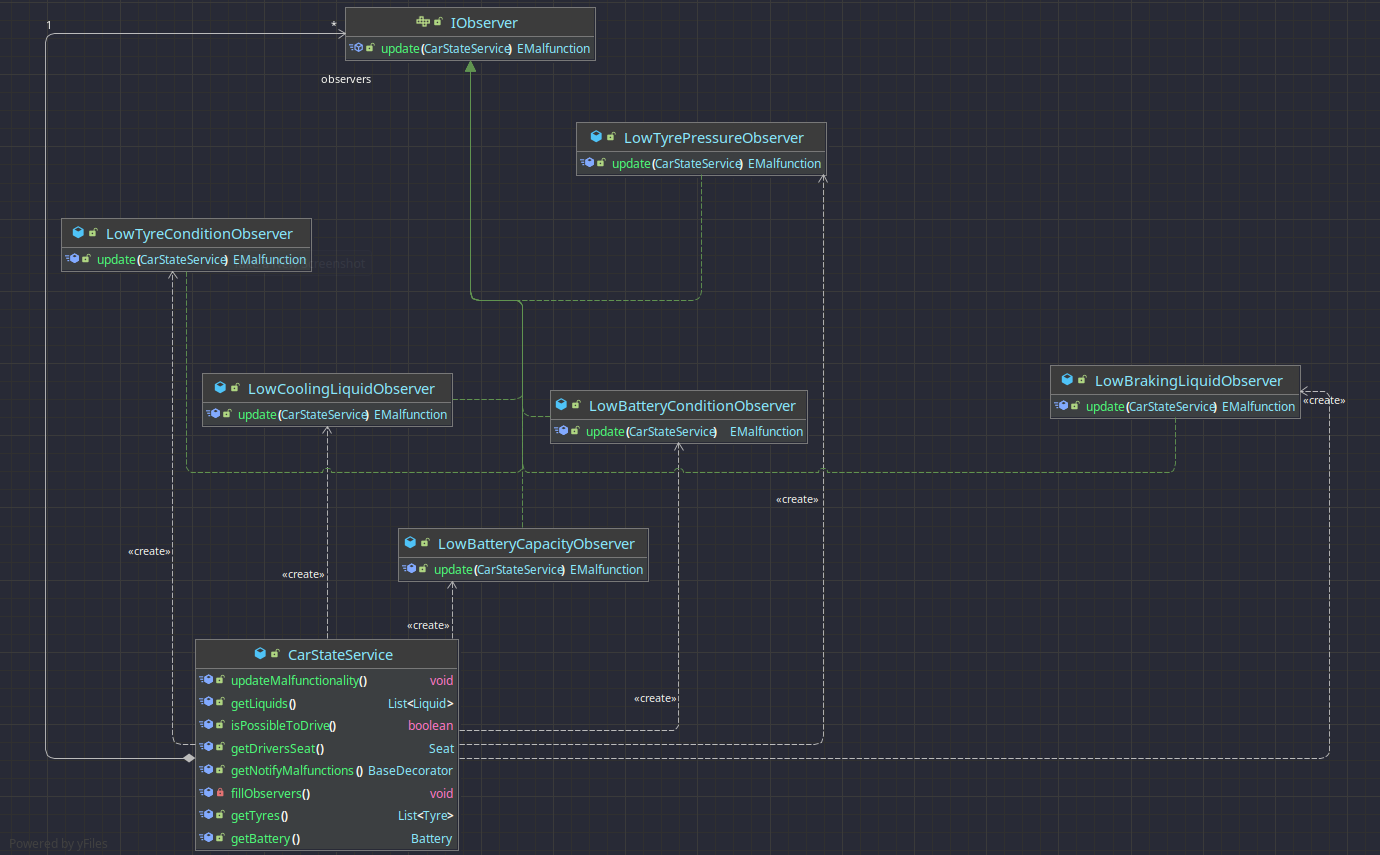 1
*
IObserver
update(CarStateService) EMalfunction
observers
LowTyrePressureObserver
update(CarStateService) EMalfunction
LowTyreConditionObserver
update(CarStateService) EMalfunction
LowCoolingLiquidObserver
update(CarStateService) EMalfunction
LowBatteryConditionObserver
update(CarStateService) EMalfunction
LowBrakingLiquidObserver
update(CarStateService) EMalfunction
«create»
«create»
«create»
«create»
LowBatteryCapacityObserver
update(CarStateService) EMalfunction
«create»
«create»
CarStateService
updateMalfunctionality() void
getLiquids() List<Liquid>
isPossibleToDrive() boolean
getDriversSeat() Seat
getNotifyMalfunctions() BaseDecorator
fillObservers() void
getTyres() List<Tyre>
getBattery() Battery
Powered by yFiles